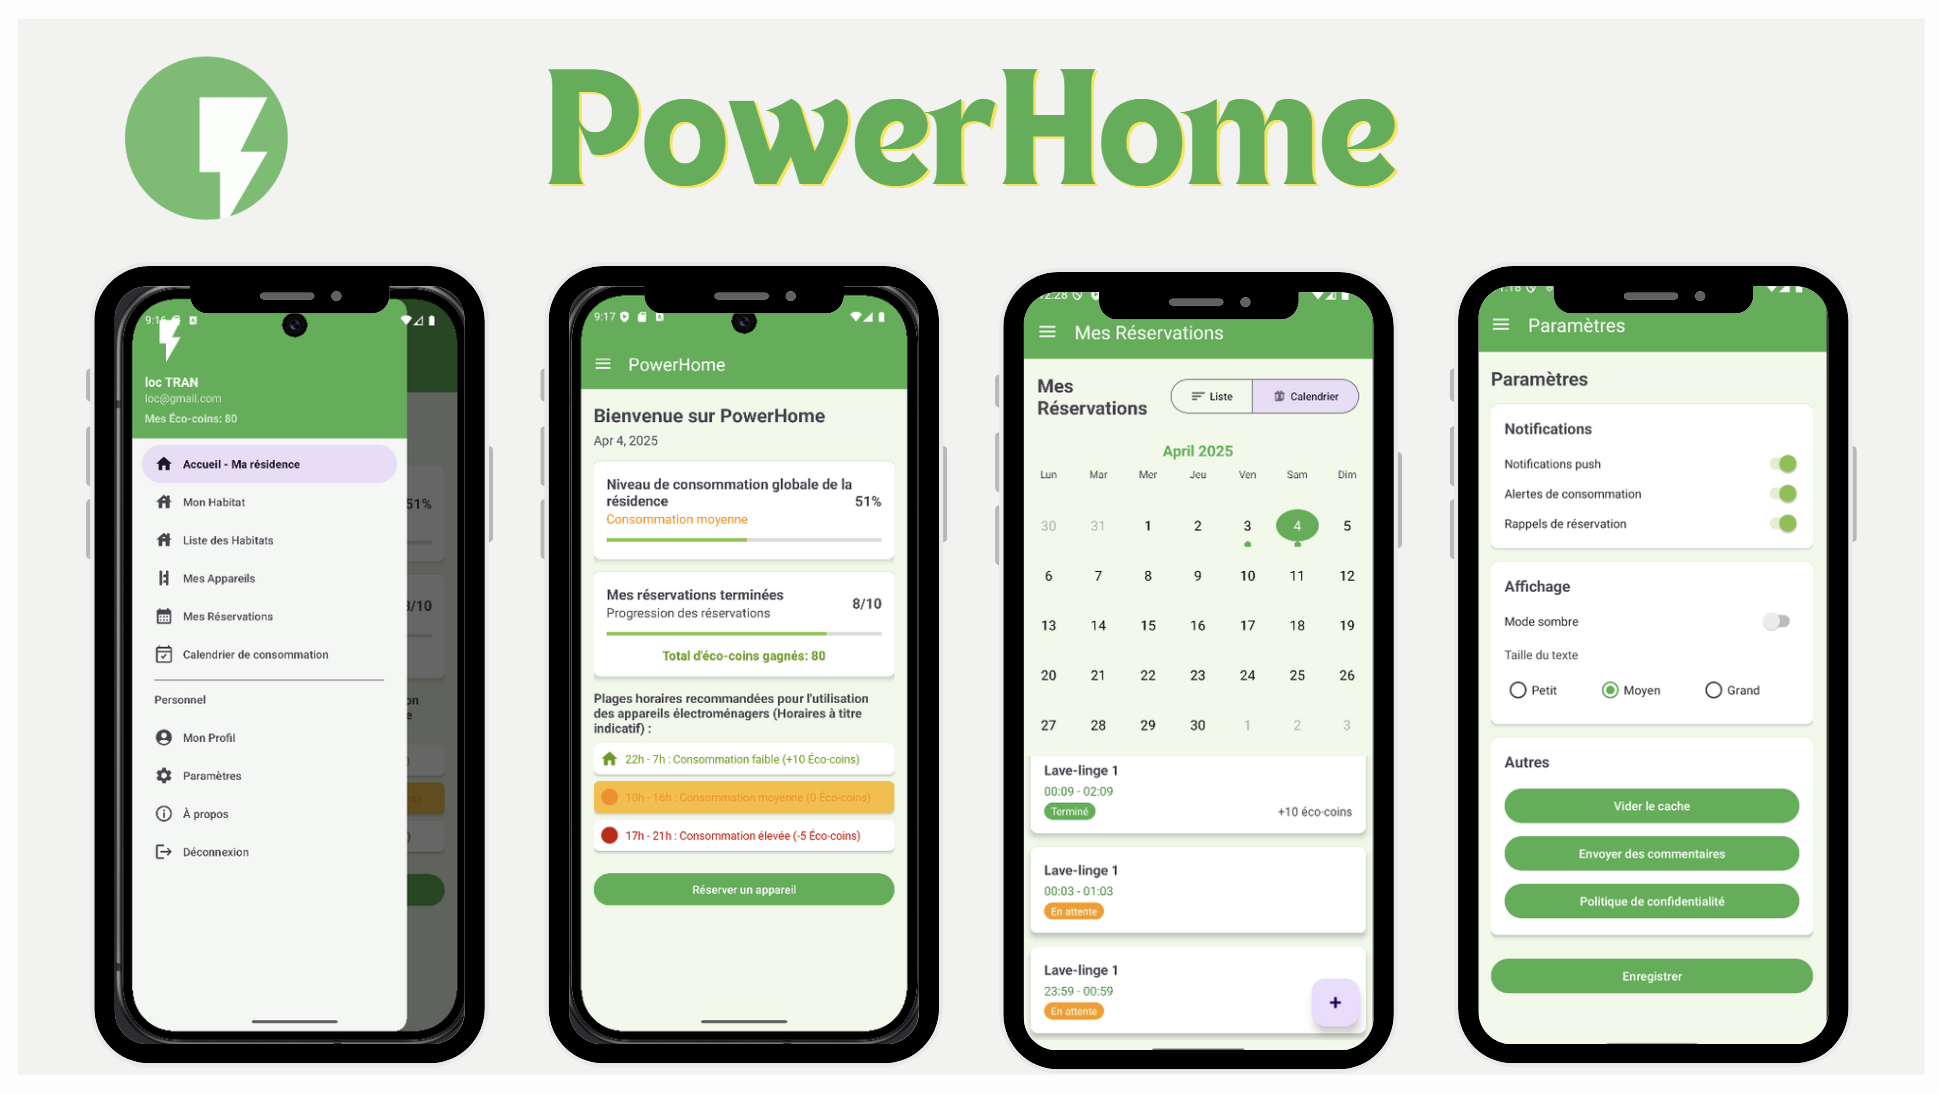 PowerHome
9:16
loc TRAN
loc@gmail.com
Mes Éco-coins: 80
Accueil - Ma résidence
Mon Habitat
Liste des Habitats
Mes Appareils
Mes Réservations
Calendrier de consommation
Personnel
Mon Profil
Paramètres
À propos
Déconnexion
51%
/10
9:17
PowerHome
Bienvenue sur PowerHome
Apr 4, 2025
Niveau de consommation globale de la
résidence 51%
Consommation moyenne
Mes réservations terminées
Progression des réservations
8/10
Total d'éco-coins gagnés: 80
Plages horaires recommandées pour l'utilisation
des appareils électroménagers (Horaires à titre
indicatif) :
22h - 7h : Consommation faible (+10 Éco-coins)
10h - 16h : Consommation moyenne (0 Éco-coins)
17h - 21h : Consommation élevée (-5 Éco-coins)
Réserver un appareil
12:28
Mes Réservations
Mes
Réservations
Liste
Calendrier
April 2025
Lun Mar Mer Jeu Ven Sam Dim
30 31 1 2 3 4 5
6 7 8 9 10 11 12
13 14 15 16 17 18 19
20 21 22 23 24 25 26
27 28 29 30 1 2 3
Lave-linge 1
00:09 - 02:09
Terminé
+10 éco-coins
Lave-linge 1
00:03 - 01:03
En attente
Lave-linge 1
23:59 - 00:59
En attente
+
Paramètres
Paramètres
Notifications
Notifications push
Alertes de consommation
Rappels de réservation
Affichage
Mode sombre
Taille du texte
Petit Moyen Grand
Autres
Vider le cache
Envoyer des commentaires
Politique de confidentialité
Enregistrer